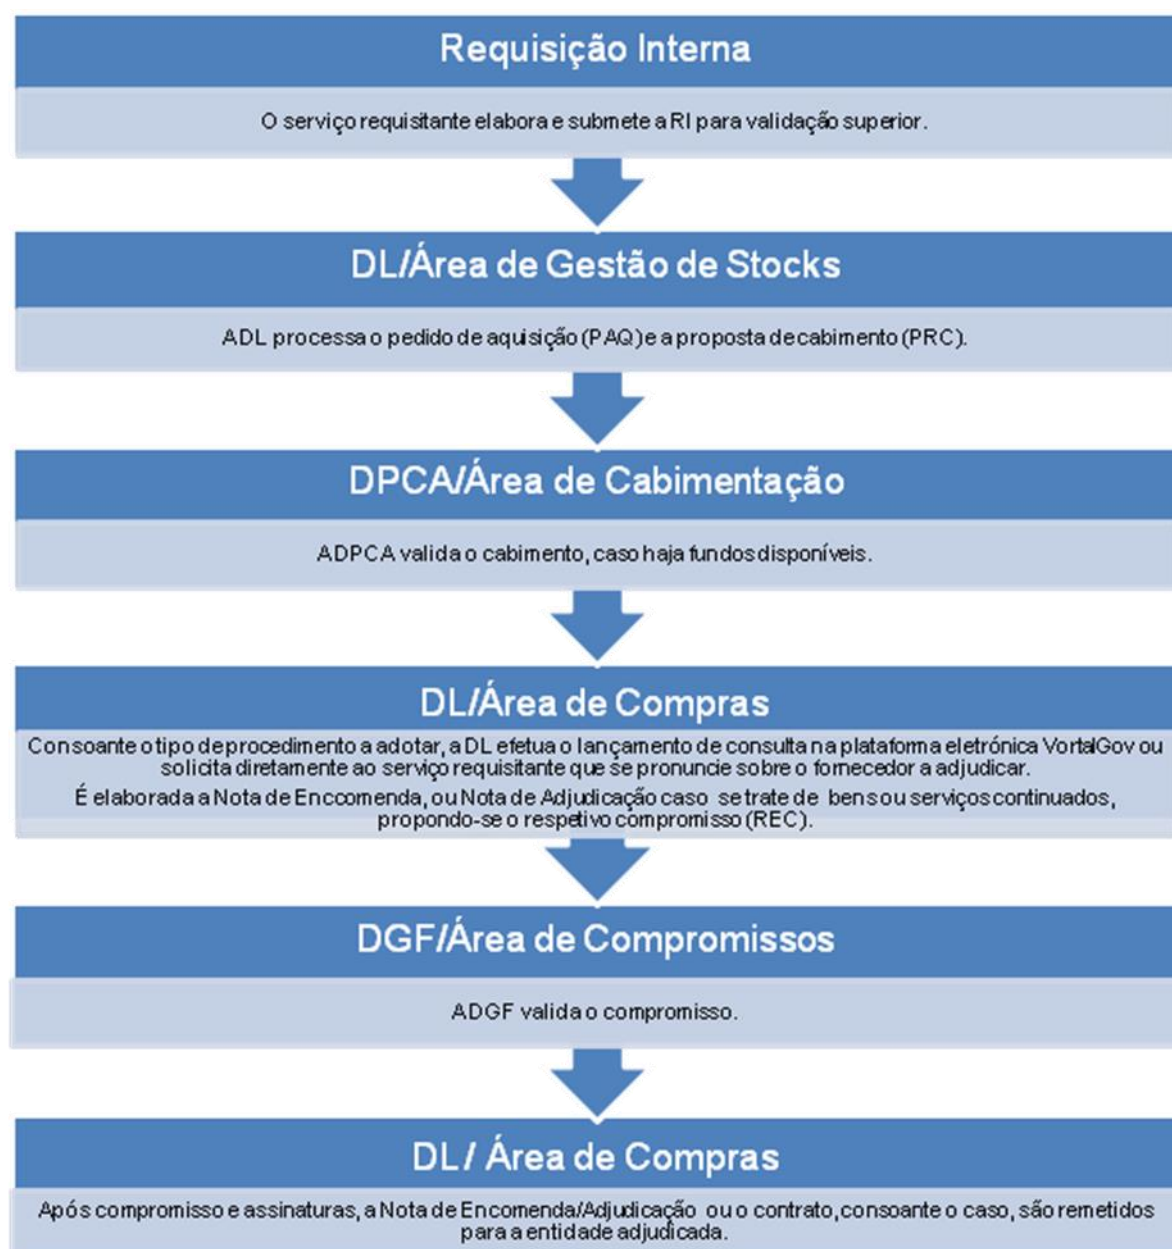 Requisição Interna
O serviço requisitante elabora e submete a RI para validação superior.
DL/Área de Gestão de Stocks
A DL processa o pedido de aquisição (PAQ) e a proposta de cabimento (PRC).
DPCA/Área de Cabimentação
A DPCA valida o cabimento, caso haja fundos disponíveis.
DL/Área de Compras
Consoante o tipo de procedimento a adotar, a DL efetua o lançamento de consulta na plataforma eletrónica VortalGov ou
solicita diretamente ao serviço requisitante que se pronuncie sobre o fornecedor a adjudicar.
É elaborada a Nota de Enccomenda, ou Nota de Adjudicação caso se trate de bens ou serviços continuados,
propondo-se o respetivo compromisso (REC).
DGF/Área de Compromissos
A DGF valida o compromisso.
DL / Área de Compras
Após compromisso e assinaturas, a Nota de Encomenda/Adjudicação ou o contrato, consoante o caso, são remetidos
para a entidade adjudicada.